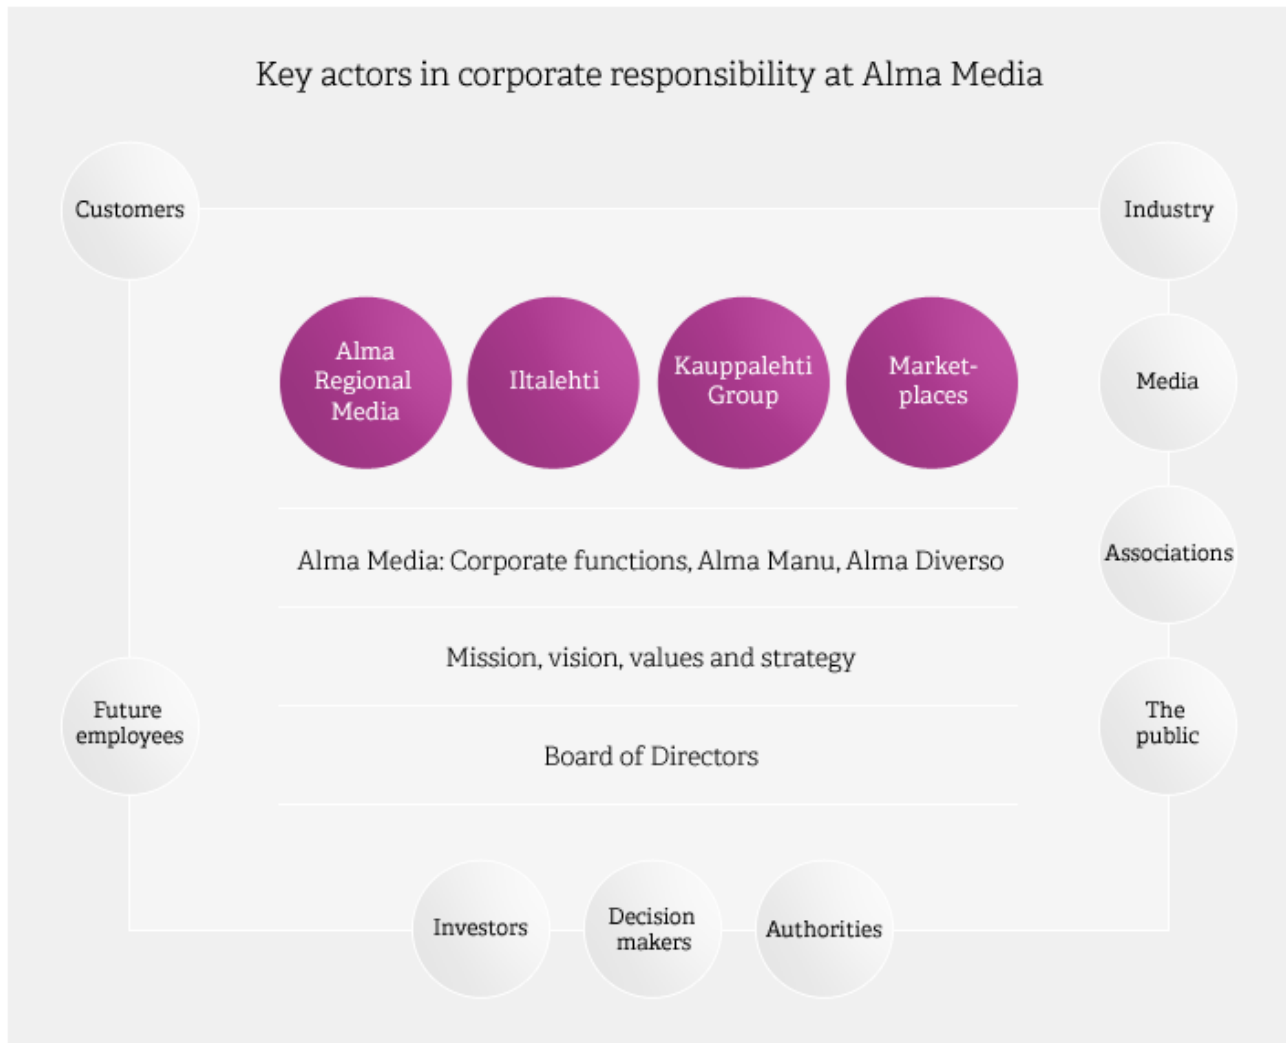 Key actors in corporate responsibility at Alma Media
Customers
Industry
Alma
Regional
Media
Iltalehti
Kauppalehti
Group
Market-
places
Media
Associations
Alma Media: Corporate functions, Alma Manu, Alma Diverso
Mission, vision, values and strategy
Future
employees
The
public
Board of Directors
Investors
Decision
makers
Authorities